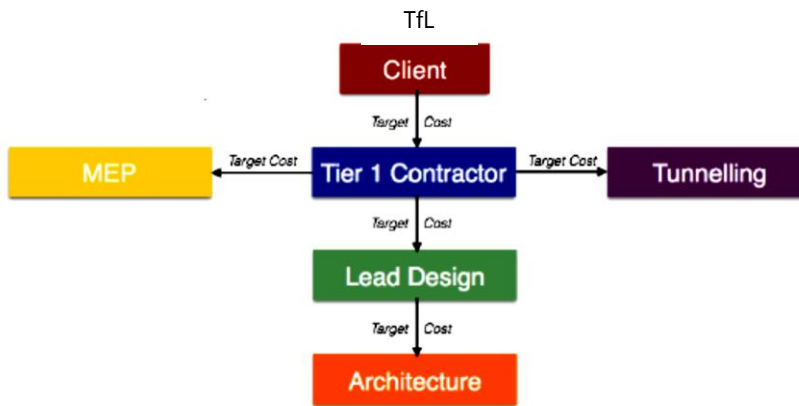 TfL
Client
Target Cost
MEP
Target Cost
Tier 1 Contractor
Target Cost
Tunnelling
Target Cost
Lead Design
Target Cost
Architecture